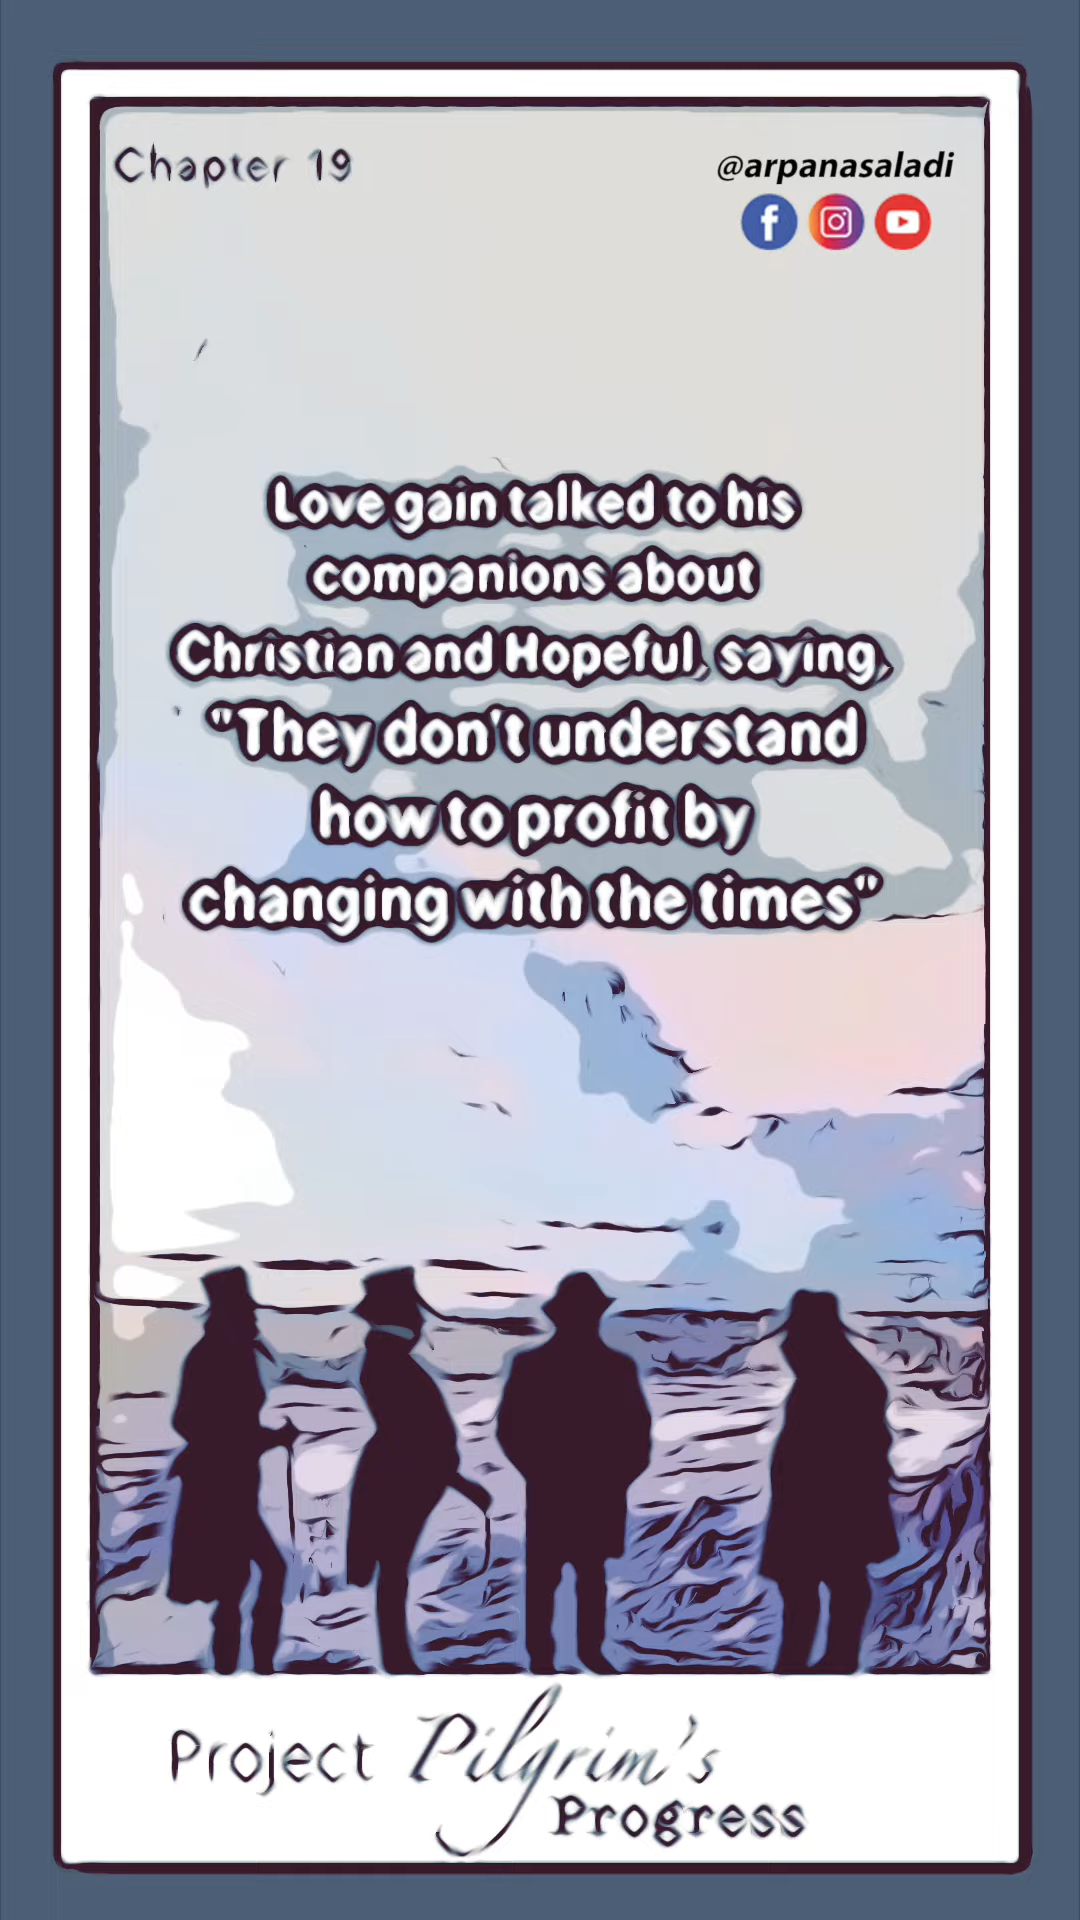 Chapter 19
@arpanasaladi
Love gain talked to his
companions about
Christian and Hopeful, saying,
"They don't understand
how to profit by
changing with the times"
Project Pilgrim's
Progress